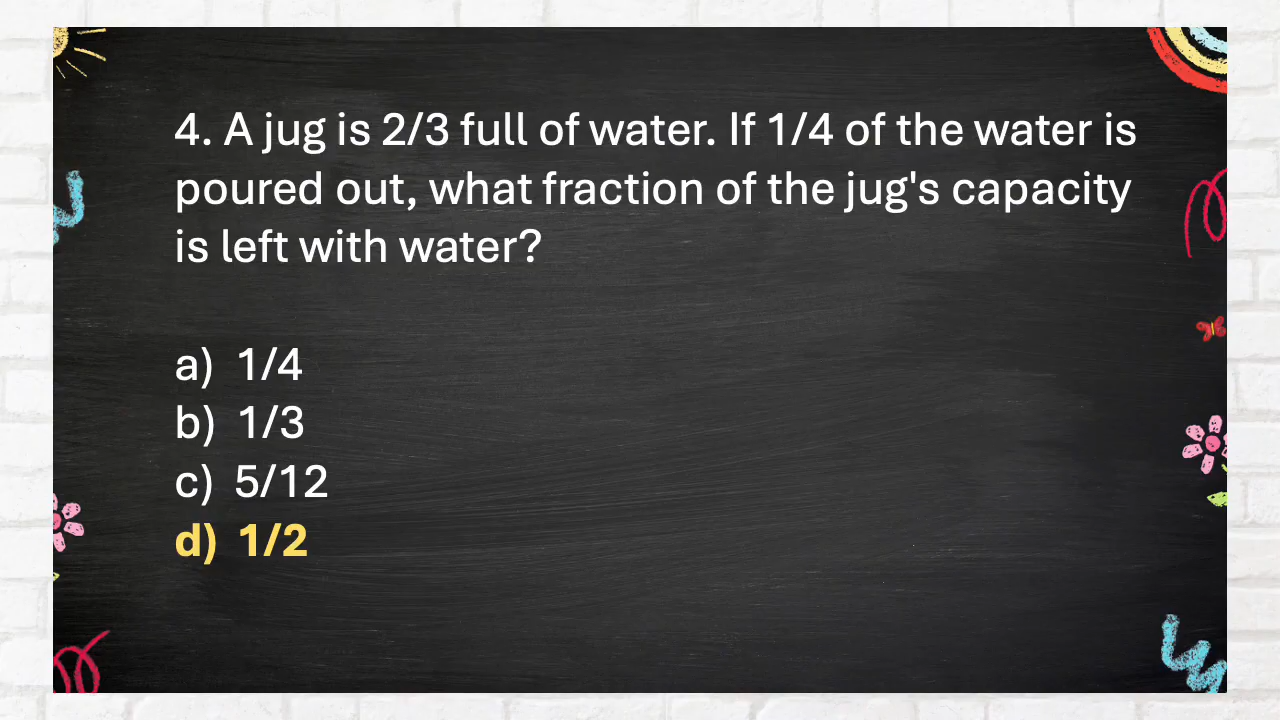 4. A jug is 2/3 full of water. If 1/4 of the water is
poured out, what fraction of the jug's capacity
is left with water?
a) 1/4
b) 1/3
c) 5/12
d) 1/2